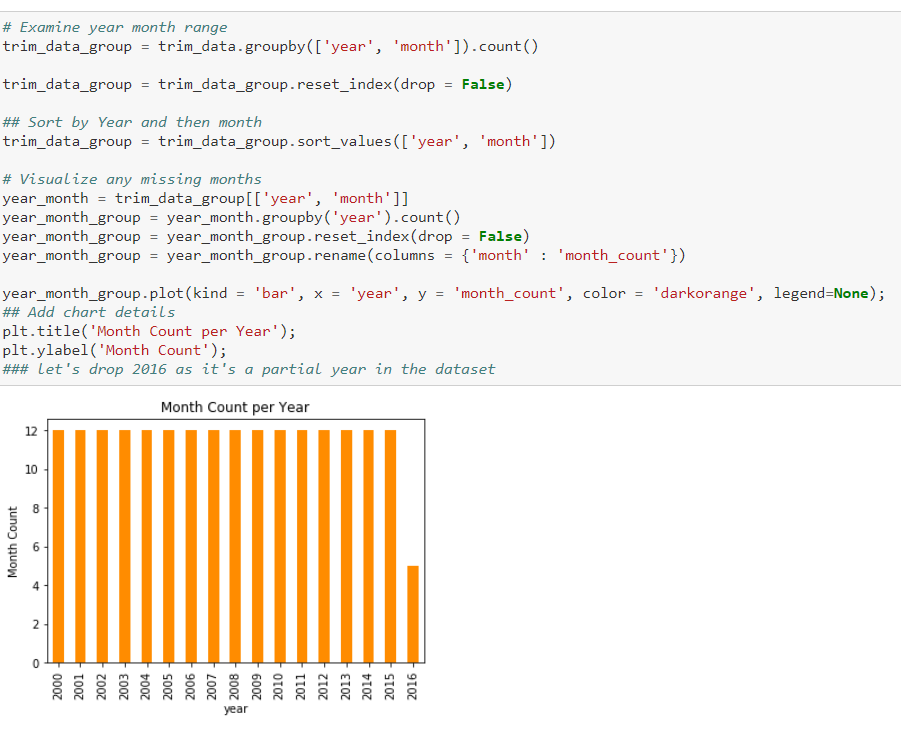 # Examine year month range
trim_data_group = trim_data.groupby(['year', 'month']).count()
trim_data_group = trim_data_group.reset_index(drop = False)
## Sort by Year and then month
trim_data_group = trim_data_group.sort_values(['year', 'month'])
# Visualize any missing months
year_month = trim_data_group[['year', 'month']]
year_month_group = year_month.groupby('year').count()
year_month_group = year_month_group.reset_index(drop = False)
year_month_group = year_month_group.rename(columns = {'month' : 'month_count'})
year_month_group.plot(kind = 'bar', x = 'year', y = 'month_count', color = 'darkorange', legend=None);
## Add chart details
plt.title('Month Count per Year');
plt.ylabel('Month Count');
### let's drop 2016 as it's a partial year in the dataset
Month Count per Year
12
10
8
6
4
2
0
Month Count
2000
2001
2002
2003
2004
2005
2006
2007
2008
2009
2010
2011
2012
2013
2014
2015
2016
year